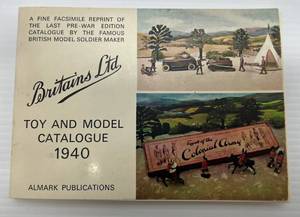 A FINE FACSIMILE REPRINT OF
THE LAST PRE-WAR EDITION
CATALOGUE BY THE FAMOUS
BRITISH MODEL SOLDIER MAKER
Britains Ltd
TOY AND MODEL
CATALOGUE
1940
ALMARK PUBLICATIONS
Types of the
Colonial Army